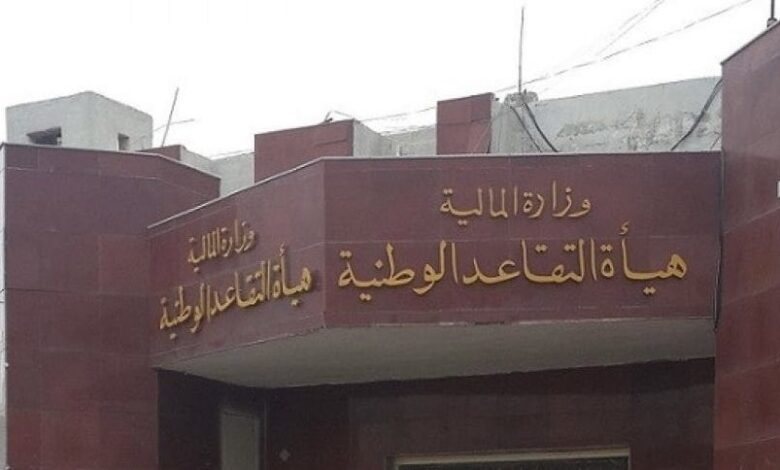 وزارة المالية
هيأة التقاعد الوطنية
وزارة المالية
هيأة التقاعد الوطنية